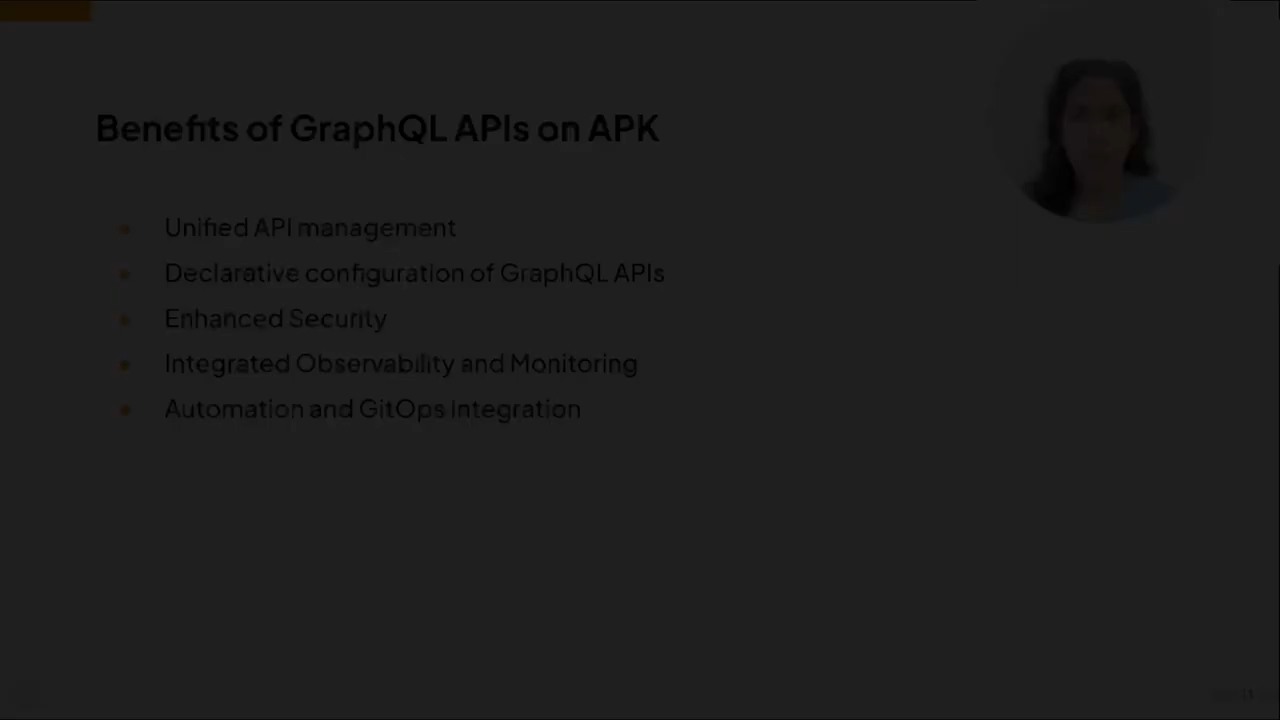 Benefits of GraphQL APIs on APK
Unified API management
Declarative configuration of GraphQL APIs
Enhanced Security
Integrated Observability and Monitoring
Automation and GitOps Integration